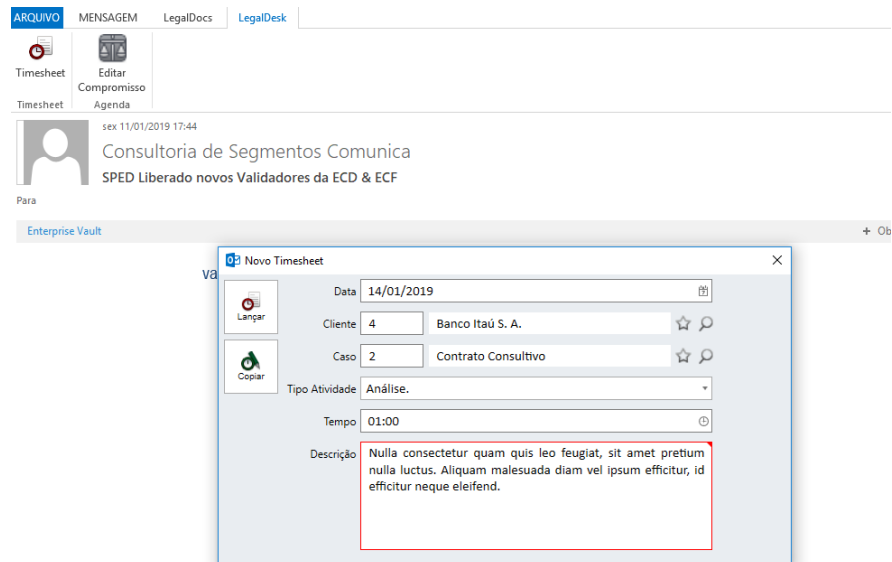 ARQUIVO MENSAGEM LegalDocs LegalDesk
Timesheet
Editar
Compromisso
Timesheet Agenda
sex 11/01/2019 17:44
Consultoria de Segmentos Comunica
SPED Liberado novos Validadores da ECD & ECF
Para
Enterprise Vault + Ob
va
Novo Timesheet
Lançar
Copiar
Data 14/01/2019
Cliente 4 Banco Itaú S. A.
Caso 2 Contrato Consultivo
Tipo Atividade Análise.
Tempo 01:00
Descrição Nulla consectetur quam quis leo feugiat, sit amet pretium
nulla luctus. Aliquam malesuada diam vel ipsum efficitur, id
efficitur neque eleifend.